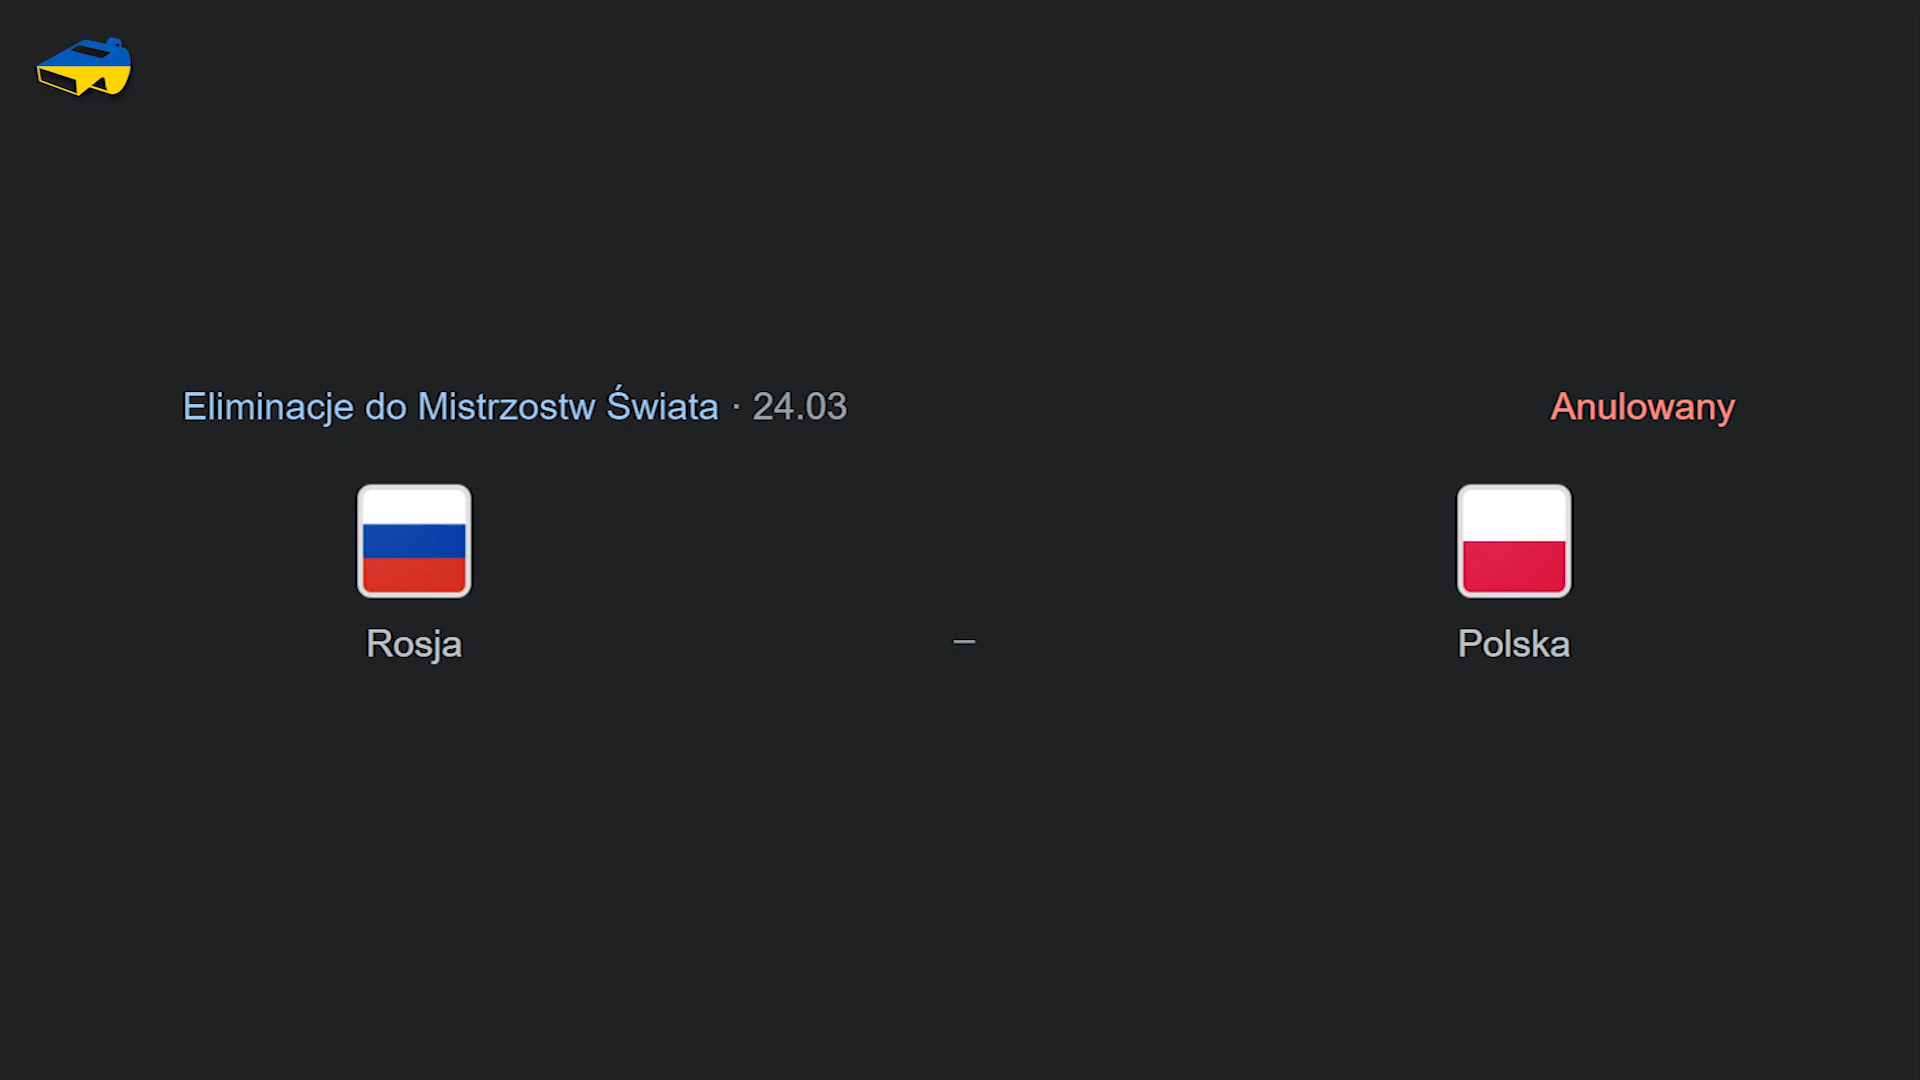 Eliminacje do Mistrzostw Świata · 24.03
Anulowany
Rosja
–
Polska